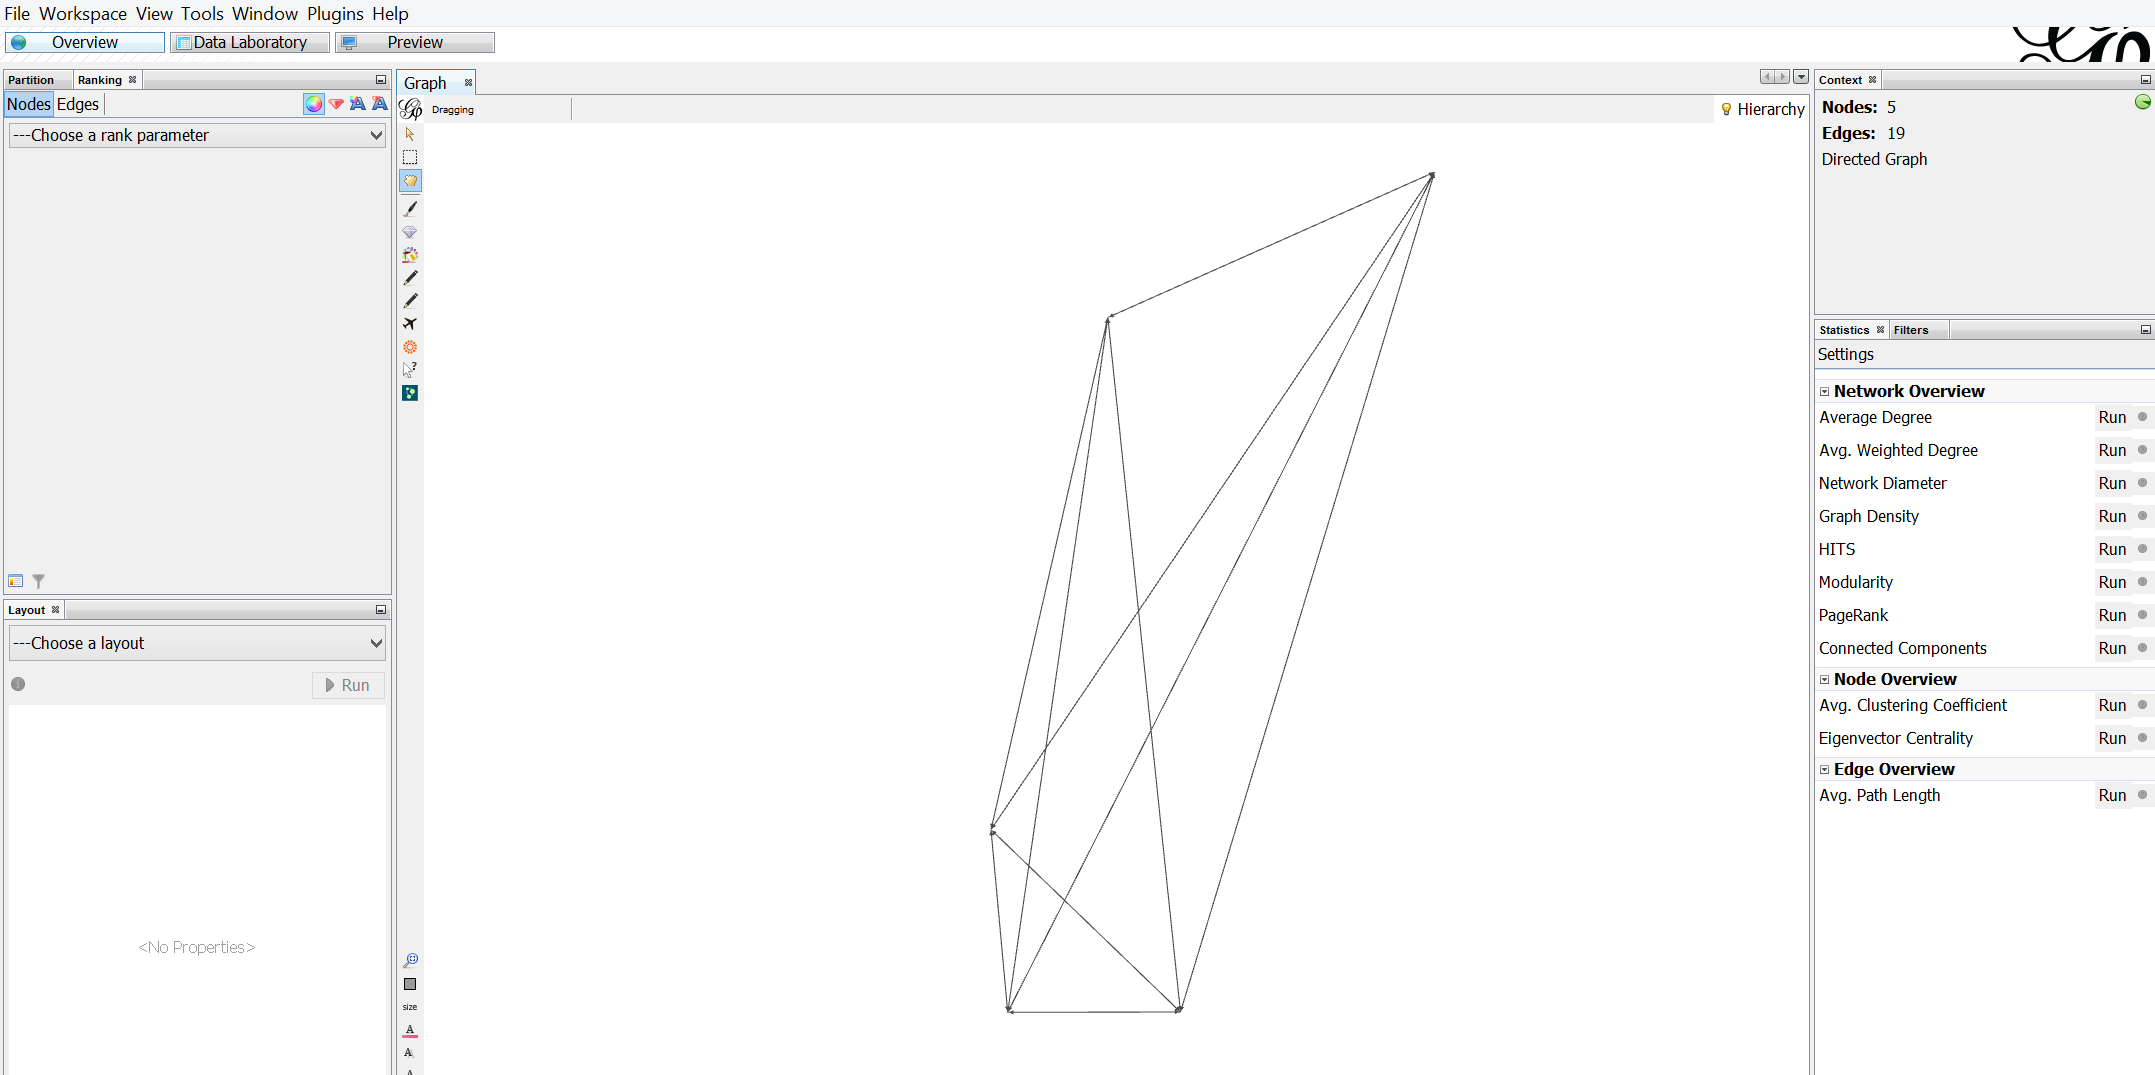 File Workspace View Tools Window Plugins Help
Overview Data Laboratory Preview
Partition Ranking
Nodes Edges
---Choose a rank parameter
Layout
---Choose a layout
Run
<No Properties>
Graph
Dragging
Hierarchy
size
A
A
Context
Nodes: 5
Edges: 19
Directed Graph
Statistics Filters
Settings
Network Overview
Average Degree Run
Avg. Weighted Degree Run
Network Diameter Run
Graph Density Run
HITS Run
Modularity Run
PageRank Run
Connected Components Run
Node Overview
Avg. Clustering Coefficient Run
Eigenvector Centrality Run
Edge Overview
Avg. Path Length Run